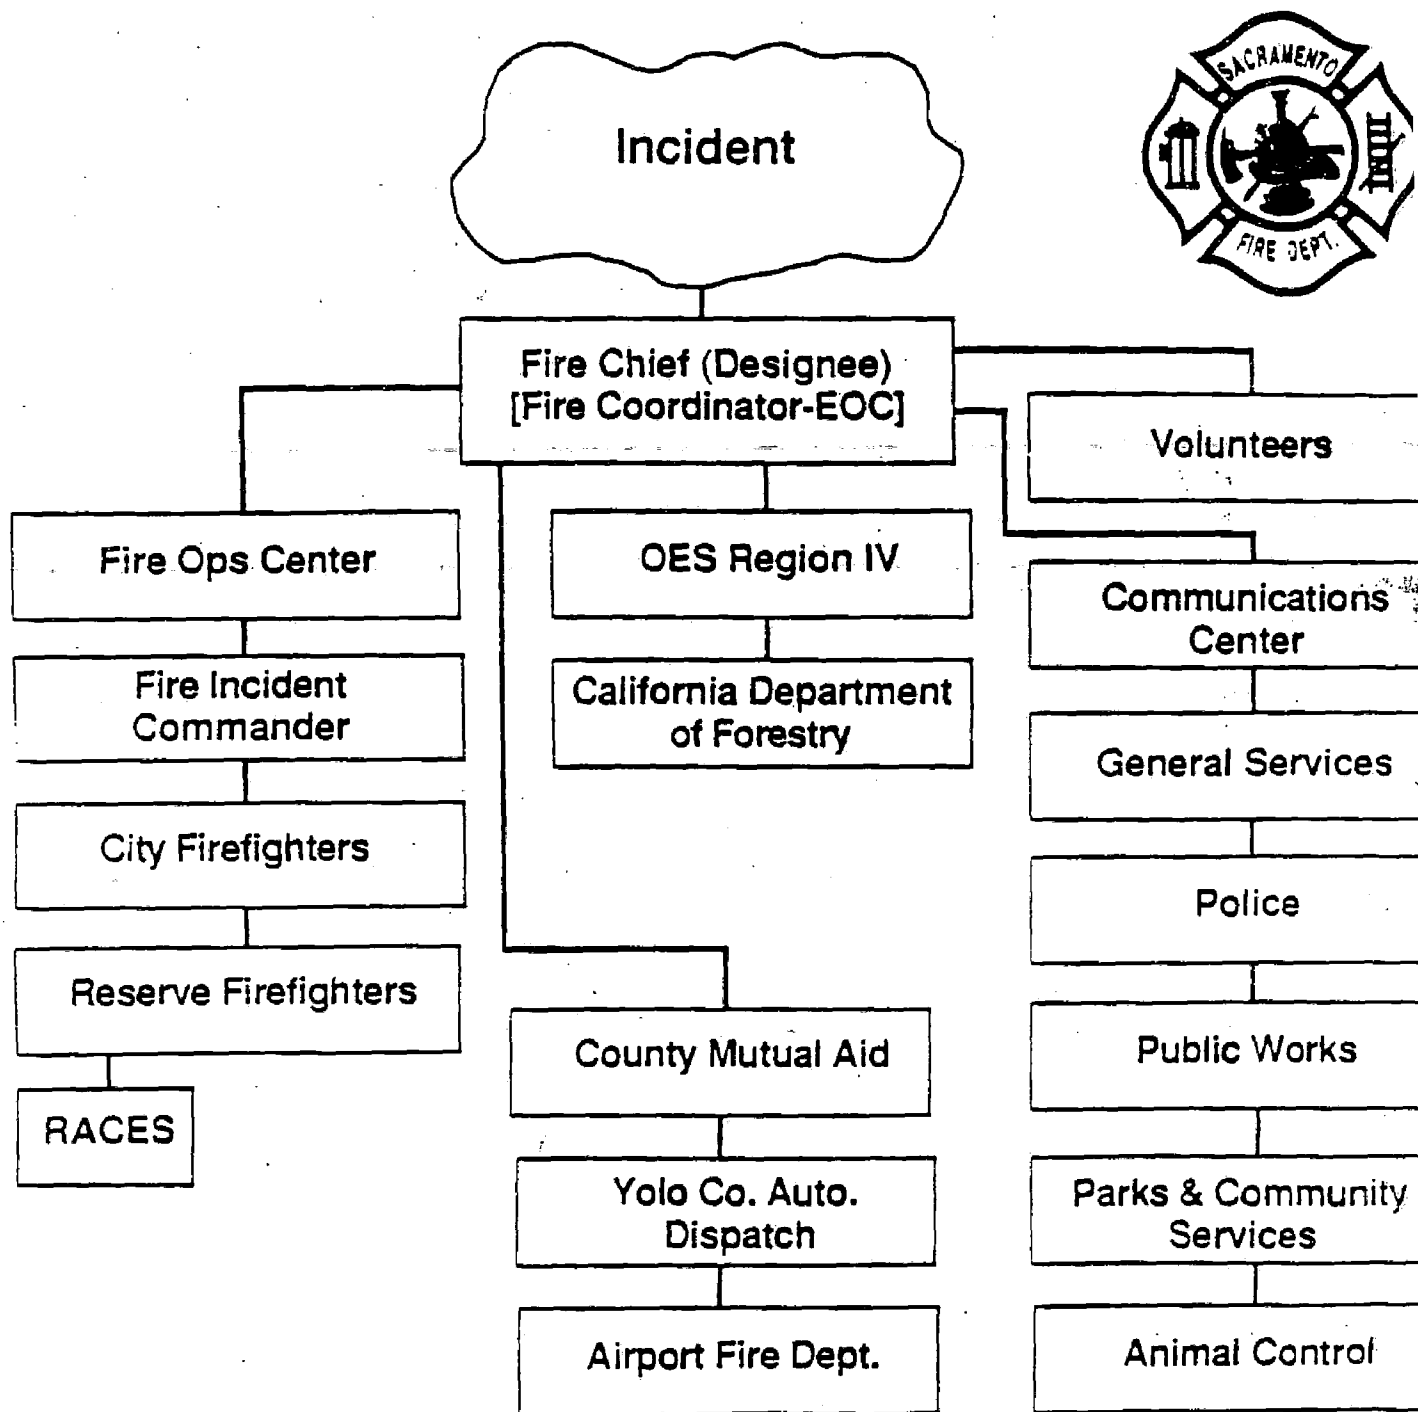 SACRAMENTO
FIRE DEPT.
Incident
Fire Chief (Designee)
[Fire Coordinator-EOC]
Volunteers
Fire Ops Center
OES Region IV
Communications
Center
Fire Incident
Commander
California Department
of Forestry
General Services
City Firefighters
Police
Reserve Firefighters
County Mutual Aid
Public Works
RACES
Yolo Co. Auto.
Dispatch
Parks & Community
Services
Airport Fire Dept.
Animal Control